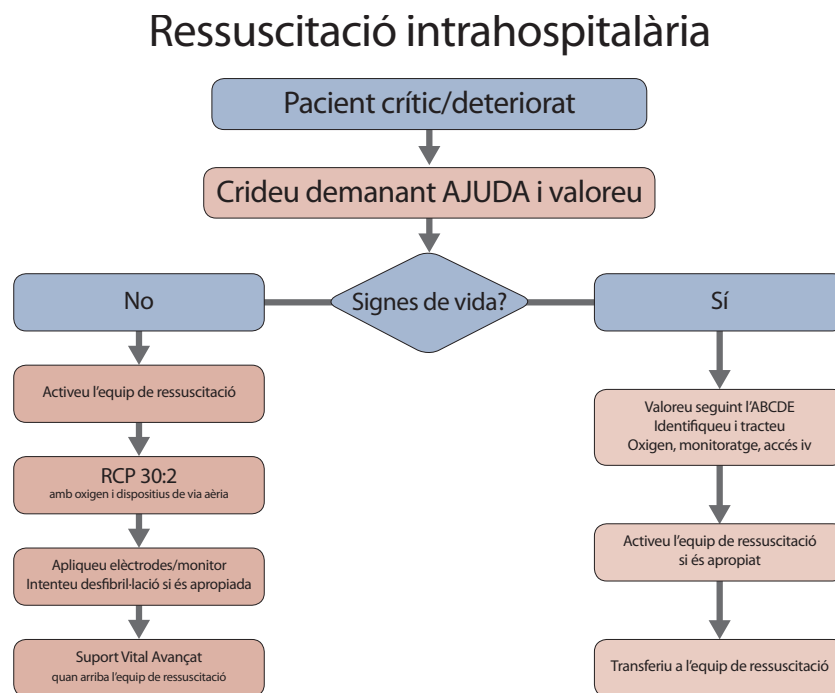 Ressuscitació intrahospitalària
Pacient crític/deteriorat
Crideu demanant AJUDA i valoreu
No
Signes de vida?
Sí
Activeu l'equip de ressuscitació
RCP 30:2
amb oxigen i dispositius de via aèria
Apliqueu elèctrodes/monitor
Intenteu desfibril·lació si és apropiada
Suport Vital Avançat
quan arriba l'equip de ressuscitació
Valoreu seguint l'ABCDE
Identifiqueu i tracteu
Oxigen, monitoratge, accés iv
Activeu l'equip de ressuscitació
si és apropiat
Transferiu a l'equip de ressuscitació